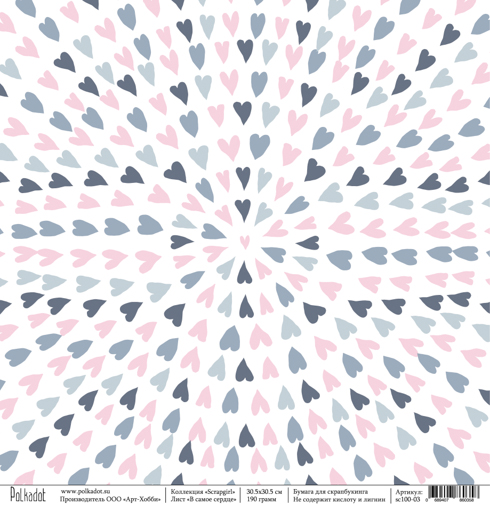 Polkadot
www.polkadot.su
Производитель ООО «Арт-Хобби»
Коллекция «Scrapgirl»
Лист «В самое сердце»
30.5х30.5 см
190 грамм
Бумага для скрапбукинга
Не содержит кислоту и лигнин
Артикул:
sc100-03